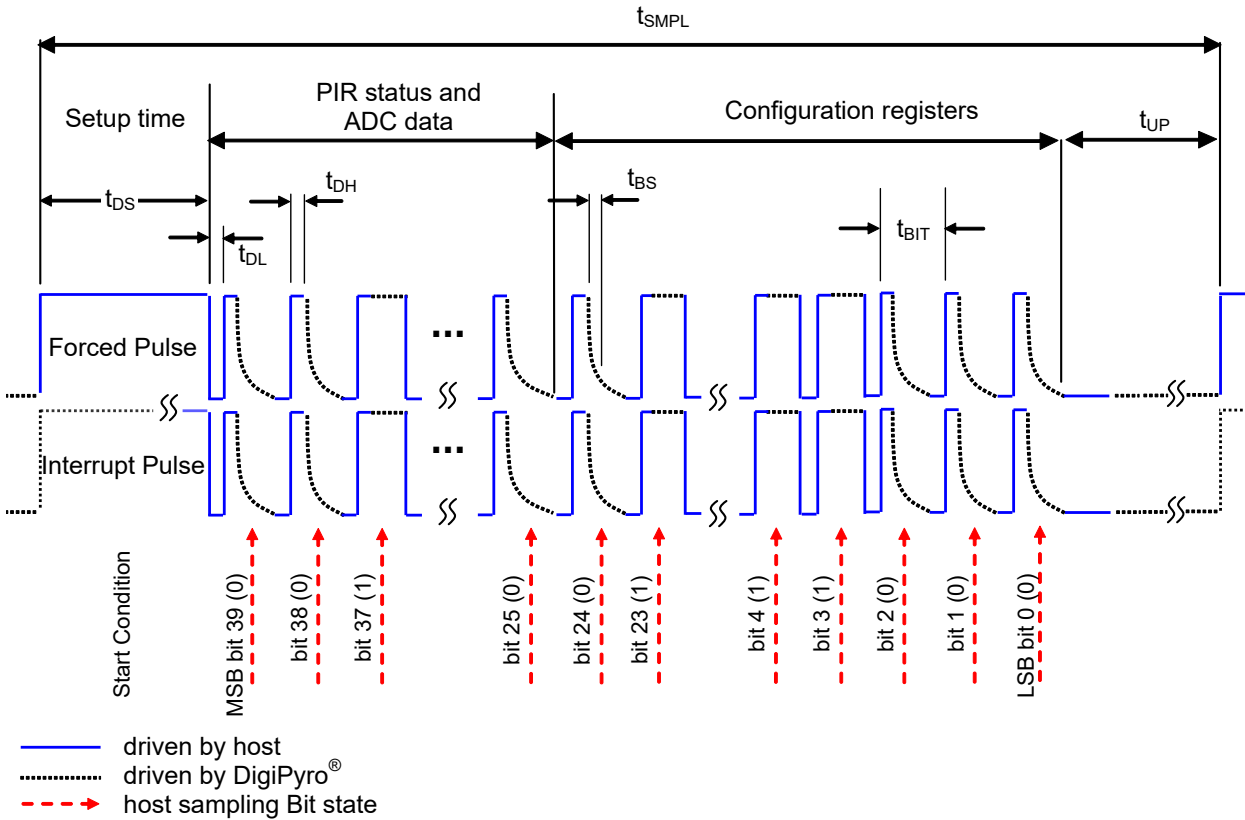 tSMPL
PIR status and
ADC data
Setup time
Configuration registers
tUP
tDS
tDH
tBS
tDL
tBIT
Forced Pulse
...
Interrupt Pulse
...
Start Condition
MSB bit 39 (0)
bit 38 (0)
bit 37 (1)
bit 25 (0)
bit 24 (0)
bit 23 (1)
bit 4 (1)
bit 3 (1)
bit 2 (0)
bit 1 (0)
LSB bit 0 (0)
driven by host
driven by DigiPyro®
host sampling Bit state